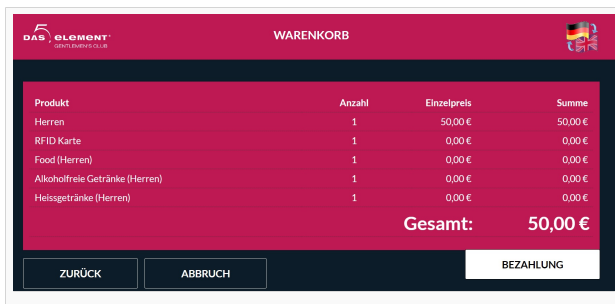 5
DAS ELEMENT
GENTLEMEN'S CLUB
WARENKORB
Produkt Anzahl Einzelpreis Summe
Herren 1 50,00 € 50,00 €
RFID Karte 1 0,00 € 0,00 €
Food (Herren) 1 0,00 € 0,00 €
Alkoholfreie Getränke (Herren) 1 0,00 € 0,00 €
Heissgetränke (Herren) 1 0,00 € 0,00 €
Gesamt: 50,00 €
ZURÜCK ABBRUCH BEZAHLUNG